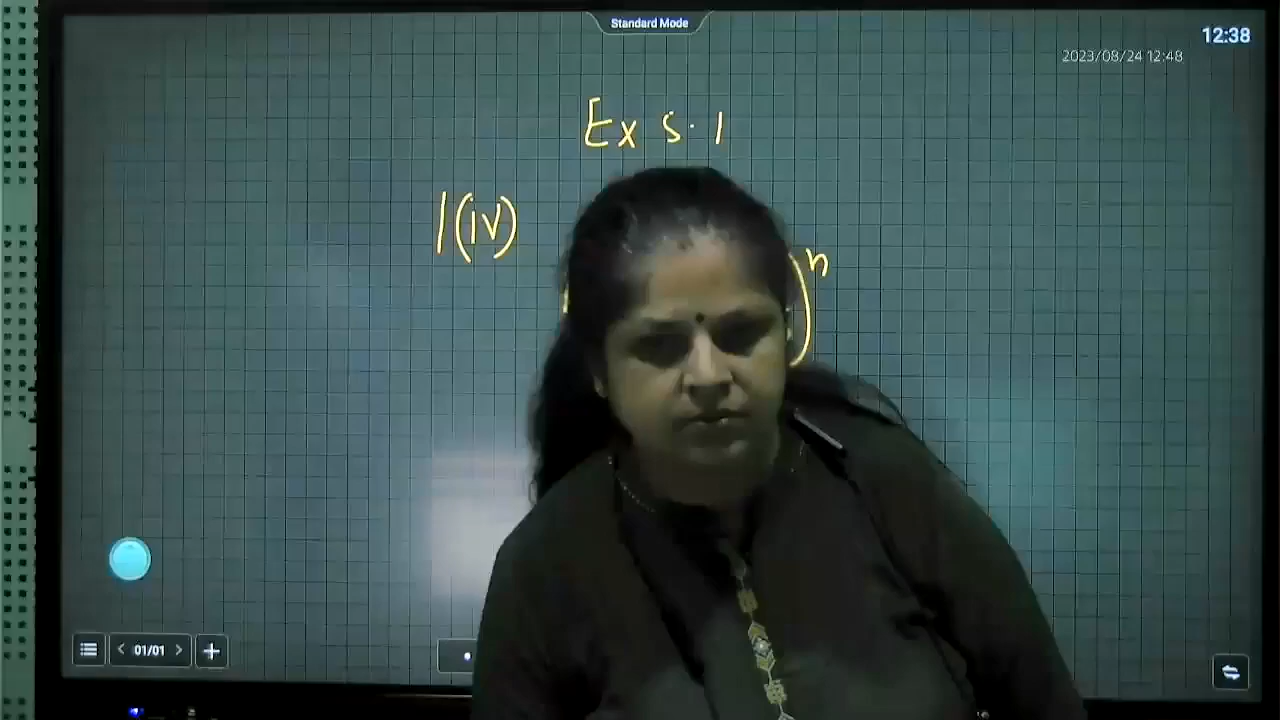 Standard Mode
12:38
2023/08/24 12:48
Ex 5.1
1(iv)
)ⁿ
01/01